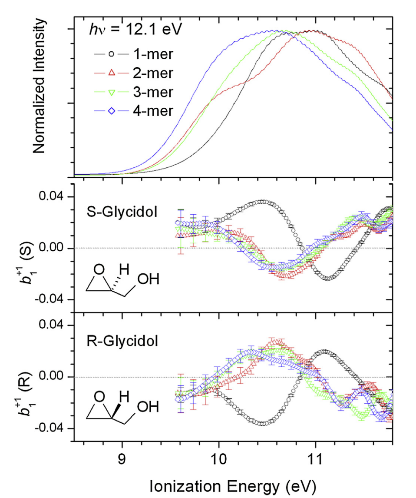 hν = 12.1 eV
1-mer
2-mer
3-mer
4-mer
Normalized Intensity
0.04
S-Glycidol
0.00
b₁⁺¹ (S)
H
O
OH
-0.04
0.04
R-Glycidol
0.00
b₁⁺¹ (R)
H
O
OH
-0.04
9 10 11
Ionization Energy (eV)